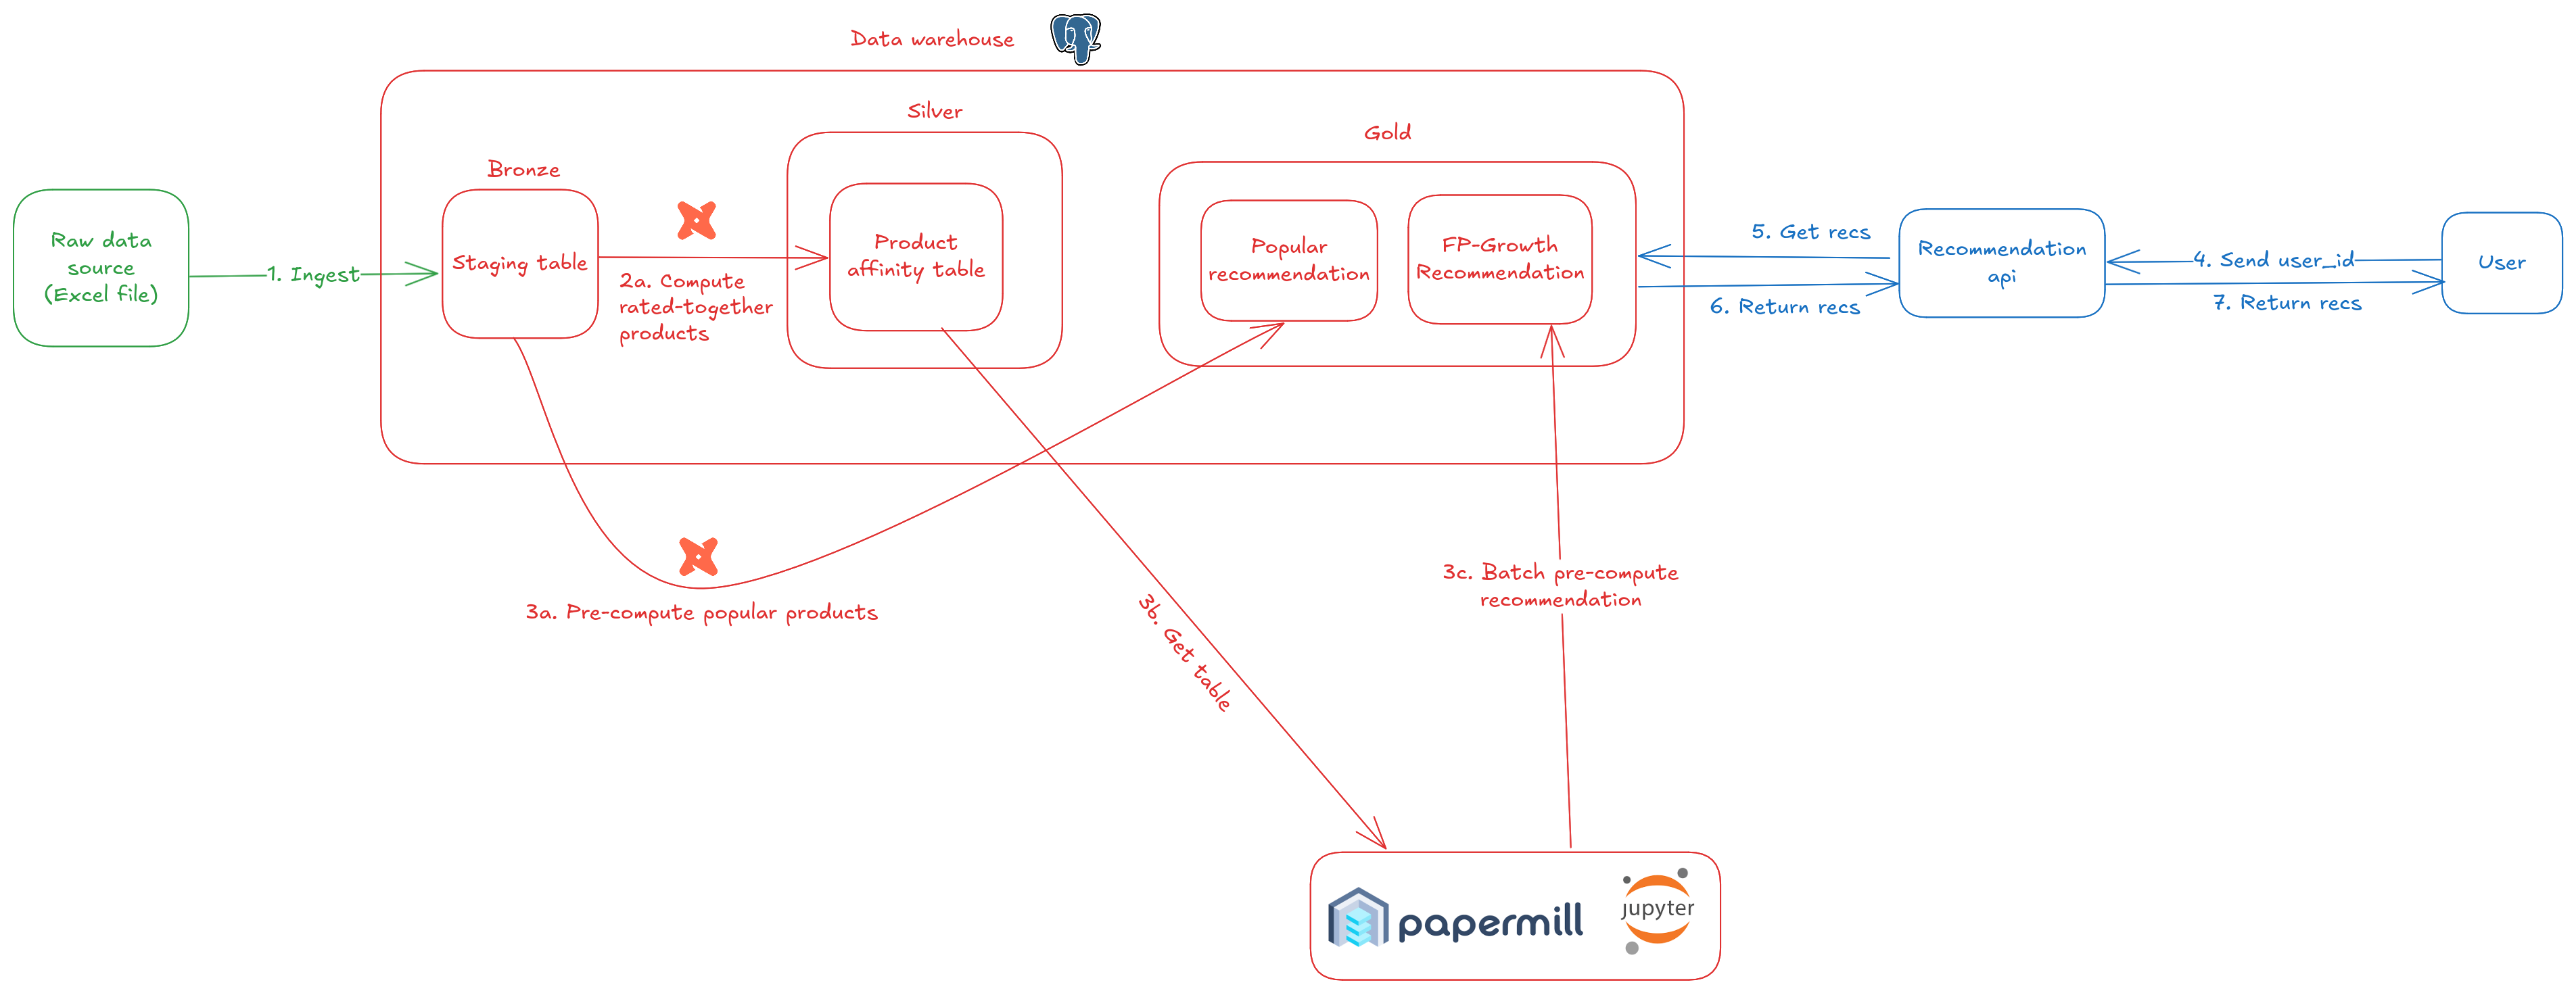 Data warehouse
Silver
Gold
Bronze
Raw data
source
(Excel file)
1. Ingest
Staging table
2a. Compute
rated-together
products
Product
affinity table
Popular
recommendation
FP-Growth
Recommendation
5. Get recs
6. Return recs
Recommendation
api
4. Send user_id
7. Return recs
User
3a. Pre-compute popular products
3b. Get table
3c. Batch pre-compute
recommendation
papermill
jupyter